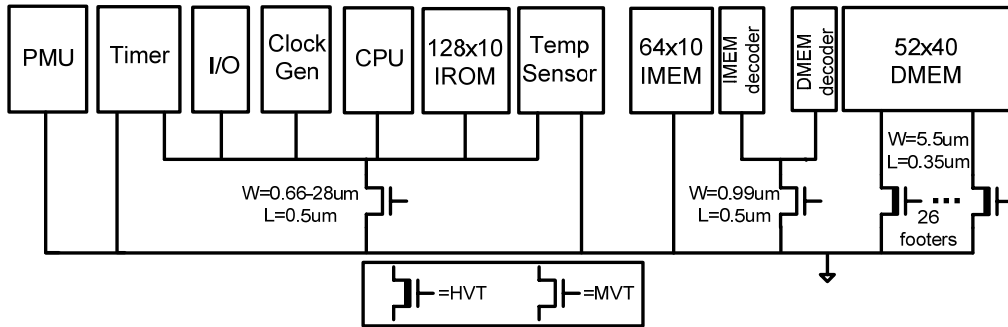 PMU
Timer
I/O
Clock
Gen
CPU
128x10
IROM
Temp
Sensor
64x10
IMEM
IMEM
decoder
DMEM
decoder
52x40
DMEM
W=0.66-28um
L=0.5um
W=0.99um
L=0.5um
W=5.5um
L=0.35um
26
footers
=HVT
=MVT